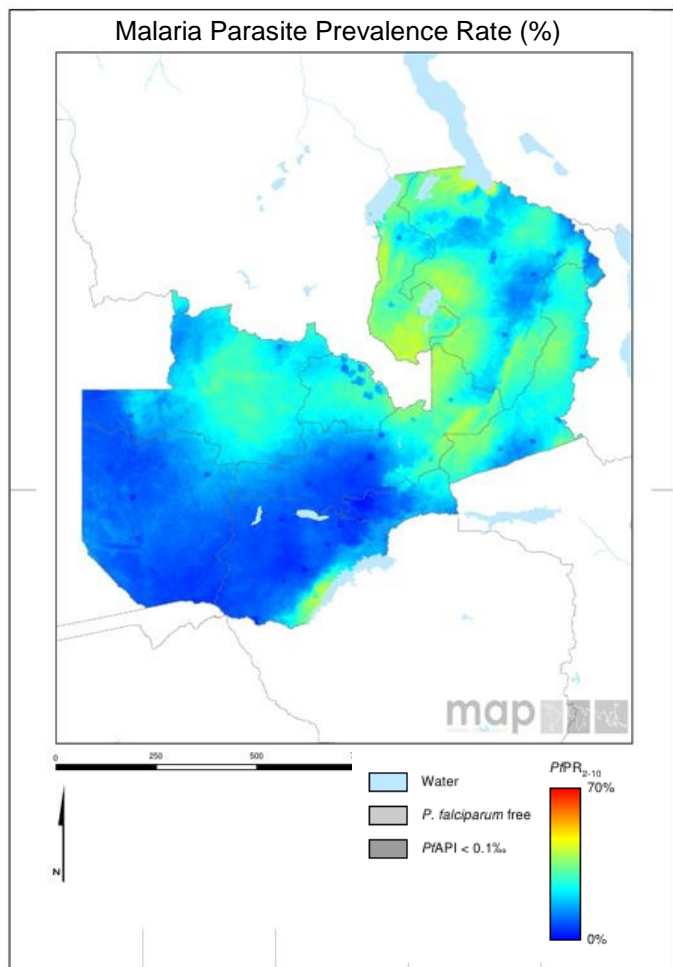 Malaria Parasite Prevalence Rate (%)
map
0 250 500
Water
P. falciparum free
PfAPI < 0.1‰
PfPR2-10
70%
0%
N